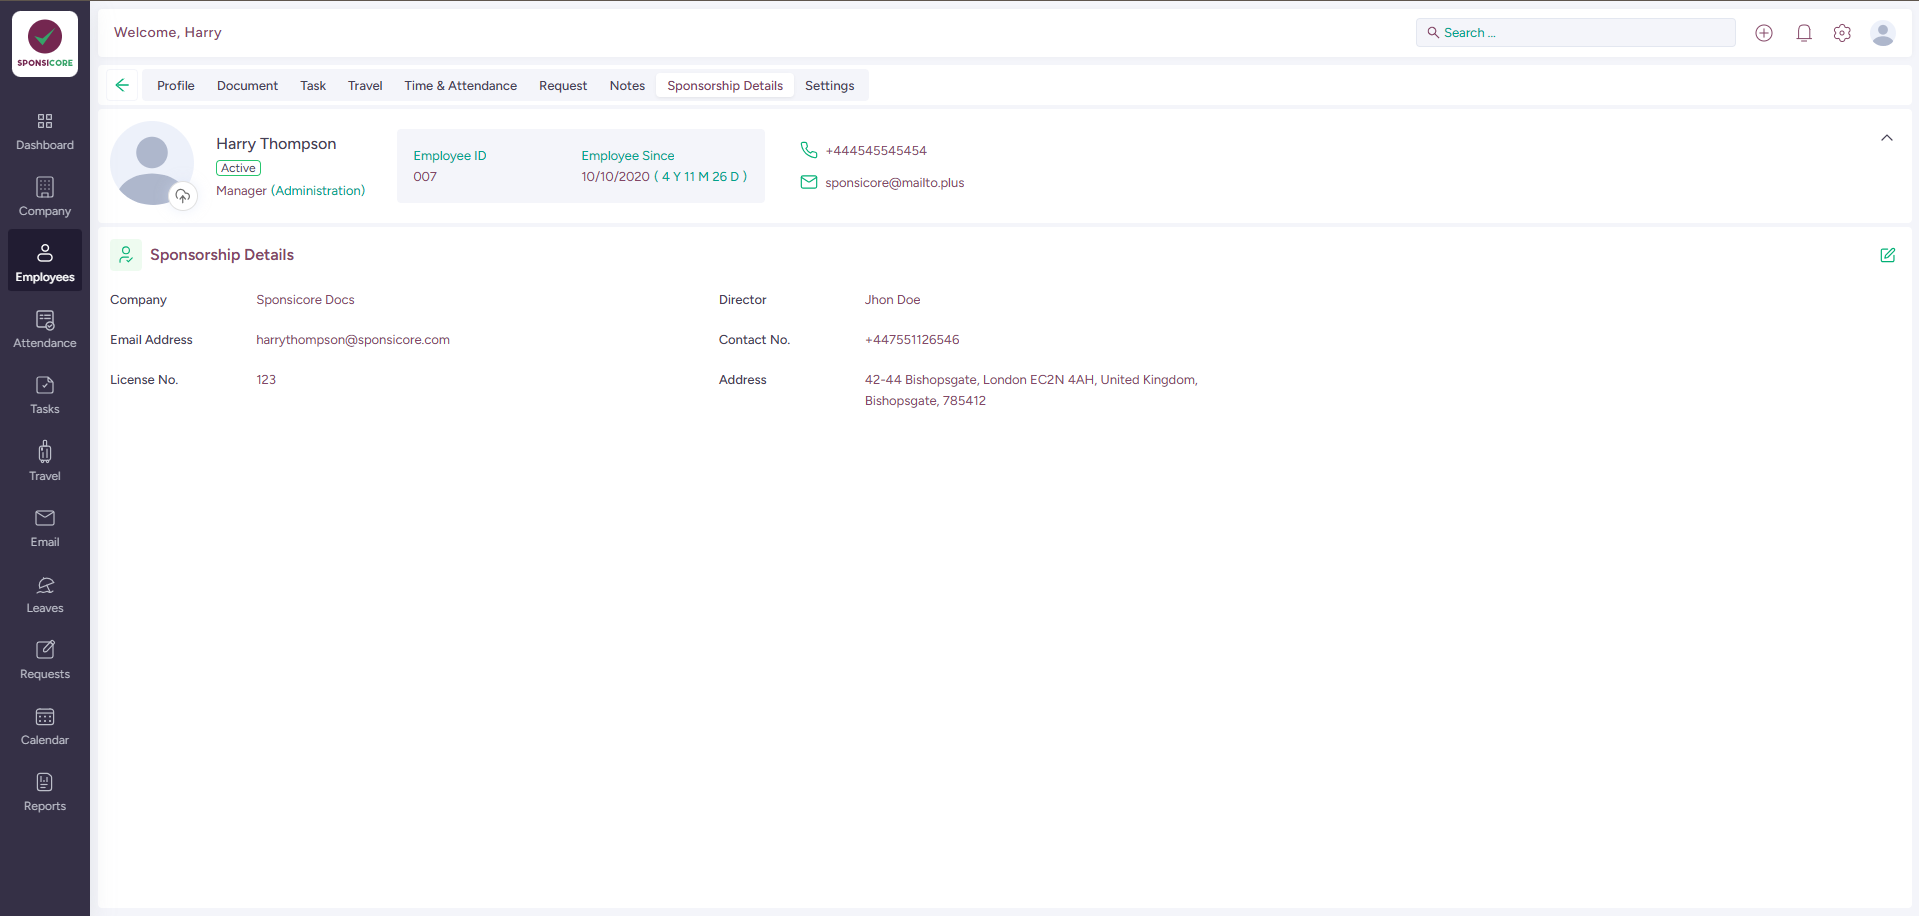 SPONSICORE
Welcome, Harry
Search ...
Profile Document Task Travel Time & Attendance Request Notes Sponsorship Details Settings
Dashboard
Company
Employees
Attendance
Tasks
Travel
Email
Leaves
Requests
Calendar
Reports
Harry Thompson
Active
Manager (Administration)
Employee ID
007
Employee Since
10/10/2020 ( 4 Y 11 M 26 D )
+444545545454
sponsicore@mailto.plus
Sponsorship Details
Company Sponsicore Docs
Director Jhon Doe
Email Address harrythompson@sponsicore.com
Contact No. +447551126546
License No. 123
Address 42-44 Bishopsgate, London EC2N 4AH, United Kingdom,
Bishopsgate, 785412